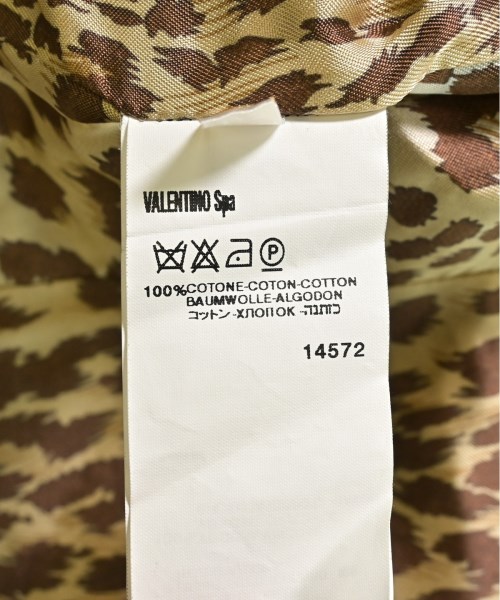 VALENTINO Spa
P
100%COTONE-COTON-COTTON
BAUMWOLLE-ALGODON
コットン-ХЛОПОК-כותנה
14572